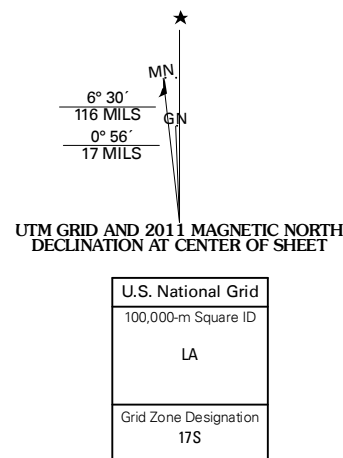 ★
M.N.
6° 30´
116 MILS
GN
0° 56´
17 MILS
UTM GRID AND 2011 MAGNETIC NORTH
DECLINATION AT CENTER OF SHEET
U.S. National Grid
100,000-m Square ID
LA
Grid Zone Designation
17S